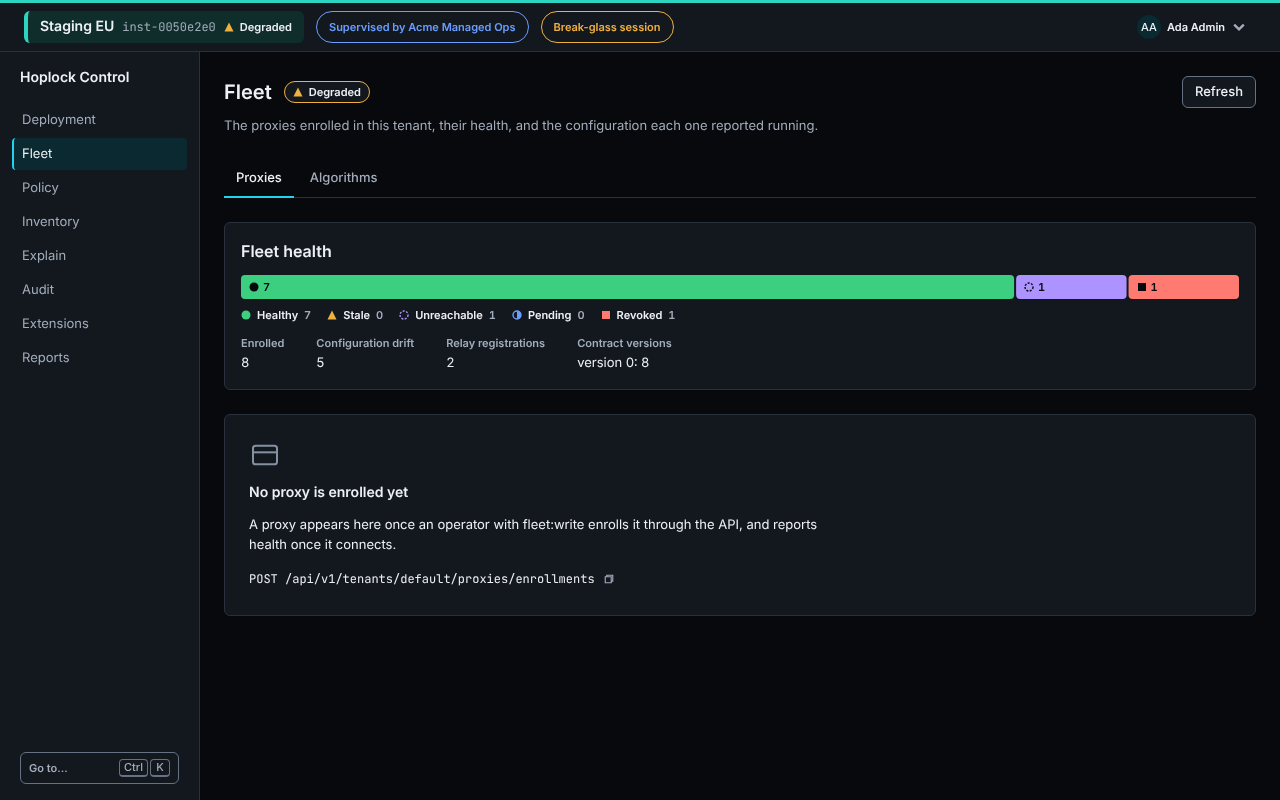 Staging EU inst-0050e2e0 Degraded
Supervised by Acme Managed Ops
Break-glass session
AA Ada Admin
Hoplock Control
Deployment
Fleet
Policy
Inventory
Explain
Audit
Extensions
Reports
Go to...
Ctrl K
Fleet Degraded
Refresh
The proxies enrolled in this tenant, their health, and the configuration each one reported running.
Proxies Algorithms
Fleet health
7 1 1
Healthy 7 Stale 0 Unreachable 1 Pending 0 Revoked 1
Enrolled Configuration drift Relay registrations Contract versions
8 5 2 version 0: 8
No proxy is enrolled yet
A proxy appears here once an operator with fleet:write enrolls it through the API, and reports
health once it connects.
POST /api/v1/tenants/default/proxies/enrollments